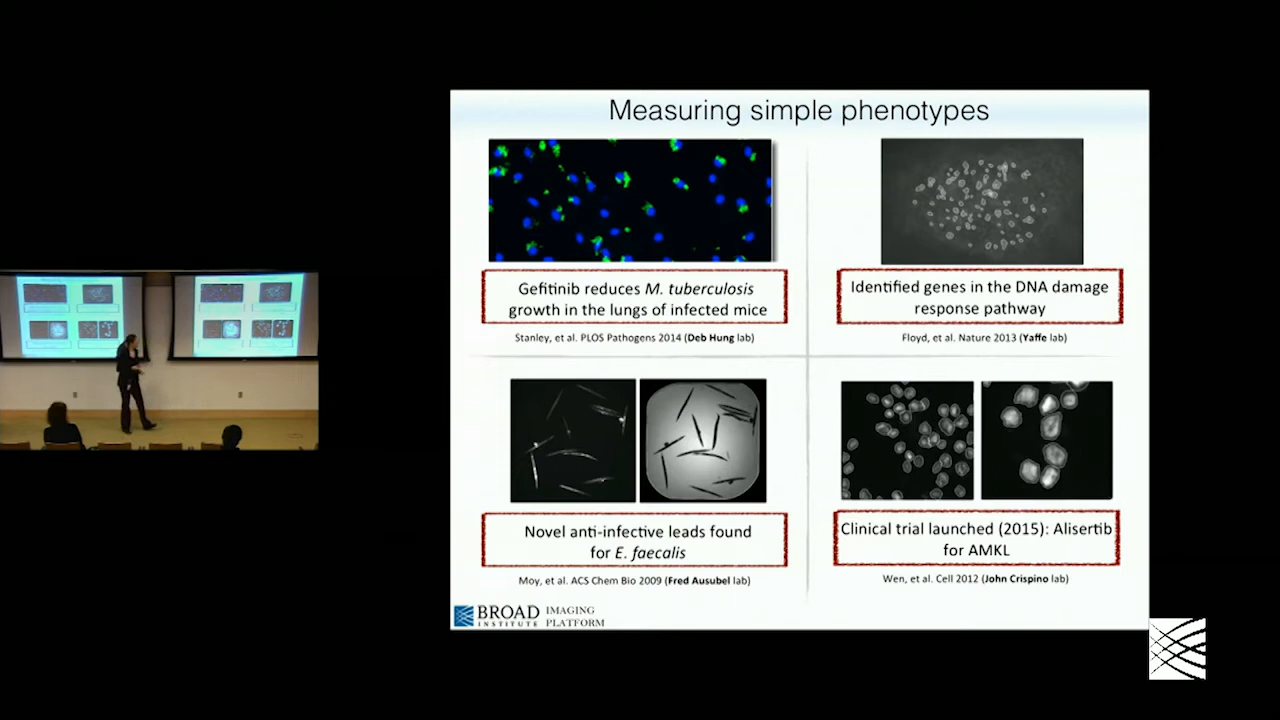 Measuring simple phenotypes
Gefitinib reduces M. tuberculosis
growth in the lungs of infected mice
Stanley, et al. PLOS Pathogens 2014 (Deb Hung lab)
Identified genes in the DNA damage
response pathway
Floyd, et al. Nature 2013 (Yaffe lab)
Novel anti-infective leads found
for E. faecalis
Moy, et al. ACS Chem Bio 2009 (Fred Ausubel lab)
Clinical trial launched (2015): Alisertib
for AMKL
Wen, et al. Cell 2012 (John Crispino lab)
BROAD
INSTITUTE
IMAGING
PLATFORM